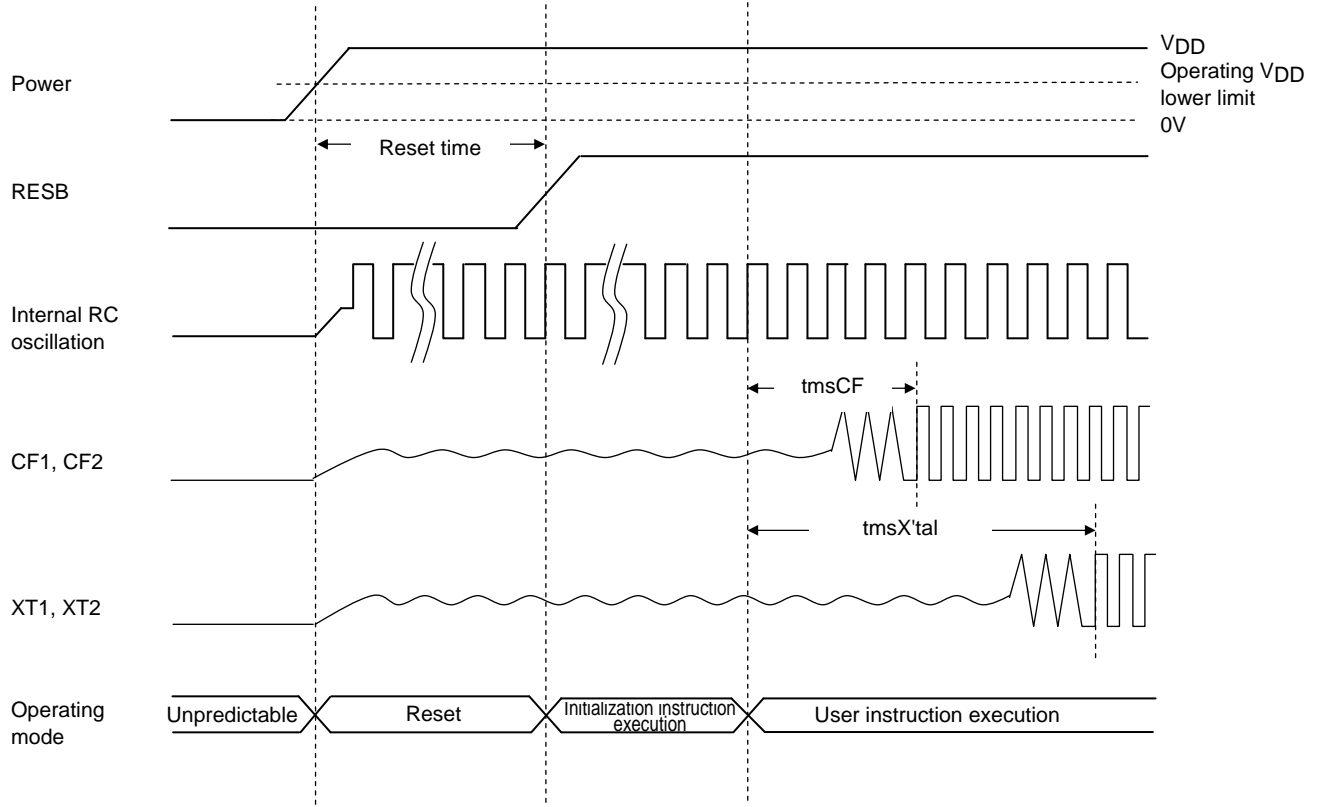 VDD
Power
Operating VDD
lower limit
0V
Reset time
RESB
Internal RC
oscillation
tmsCF
CF1, CF2
tmsX'tal
XT1, XT2
Operating
mode
Unpredictable
Reset
Initialization instruction
execution
User instruction execution